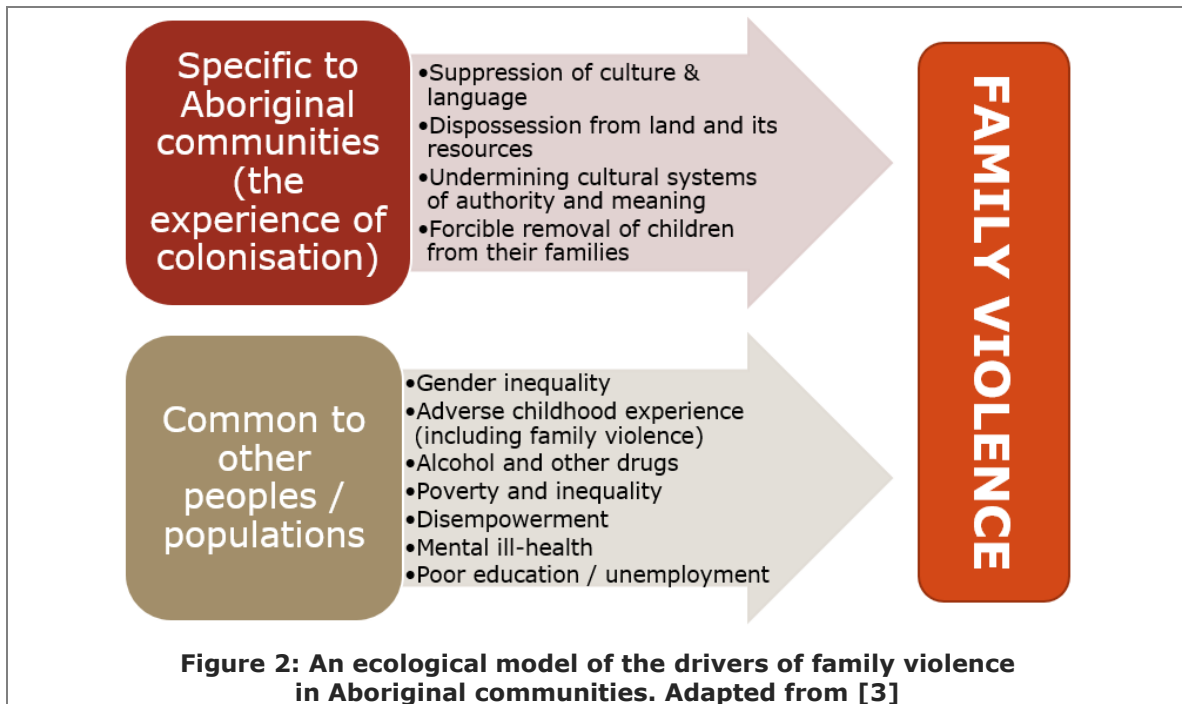 Specific to
Aboriginal
communities
(the
experience of
colonisation)
•Suppression of culture &
language
•Dispossession from land and its
resources
•Undermining cultural systems
of authority and meaning
•Forcible removal of children
from their families
Common to
other
peoples /
populations
•Gender inequality
•Adverse childhood experience
(including family violence)
•Alcohol and other drugs
•Poverty and inequality
•Disempowerment
•Mental ill-health
•Poor education / unemployment
FAMILY VIOLENCE
Figure 2: An ecological model of the drivers of family violence
in Aboriginal communities. Adapted from [3]